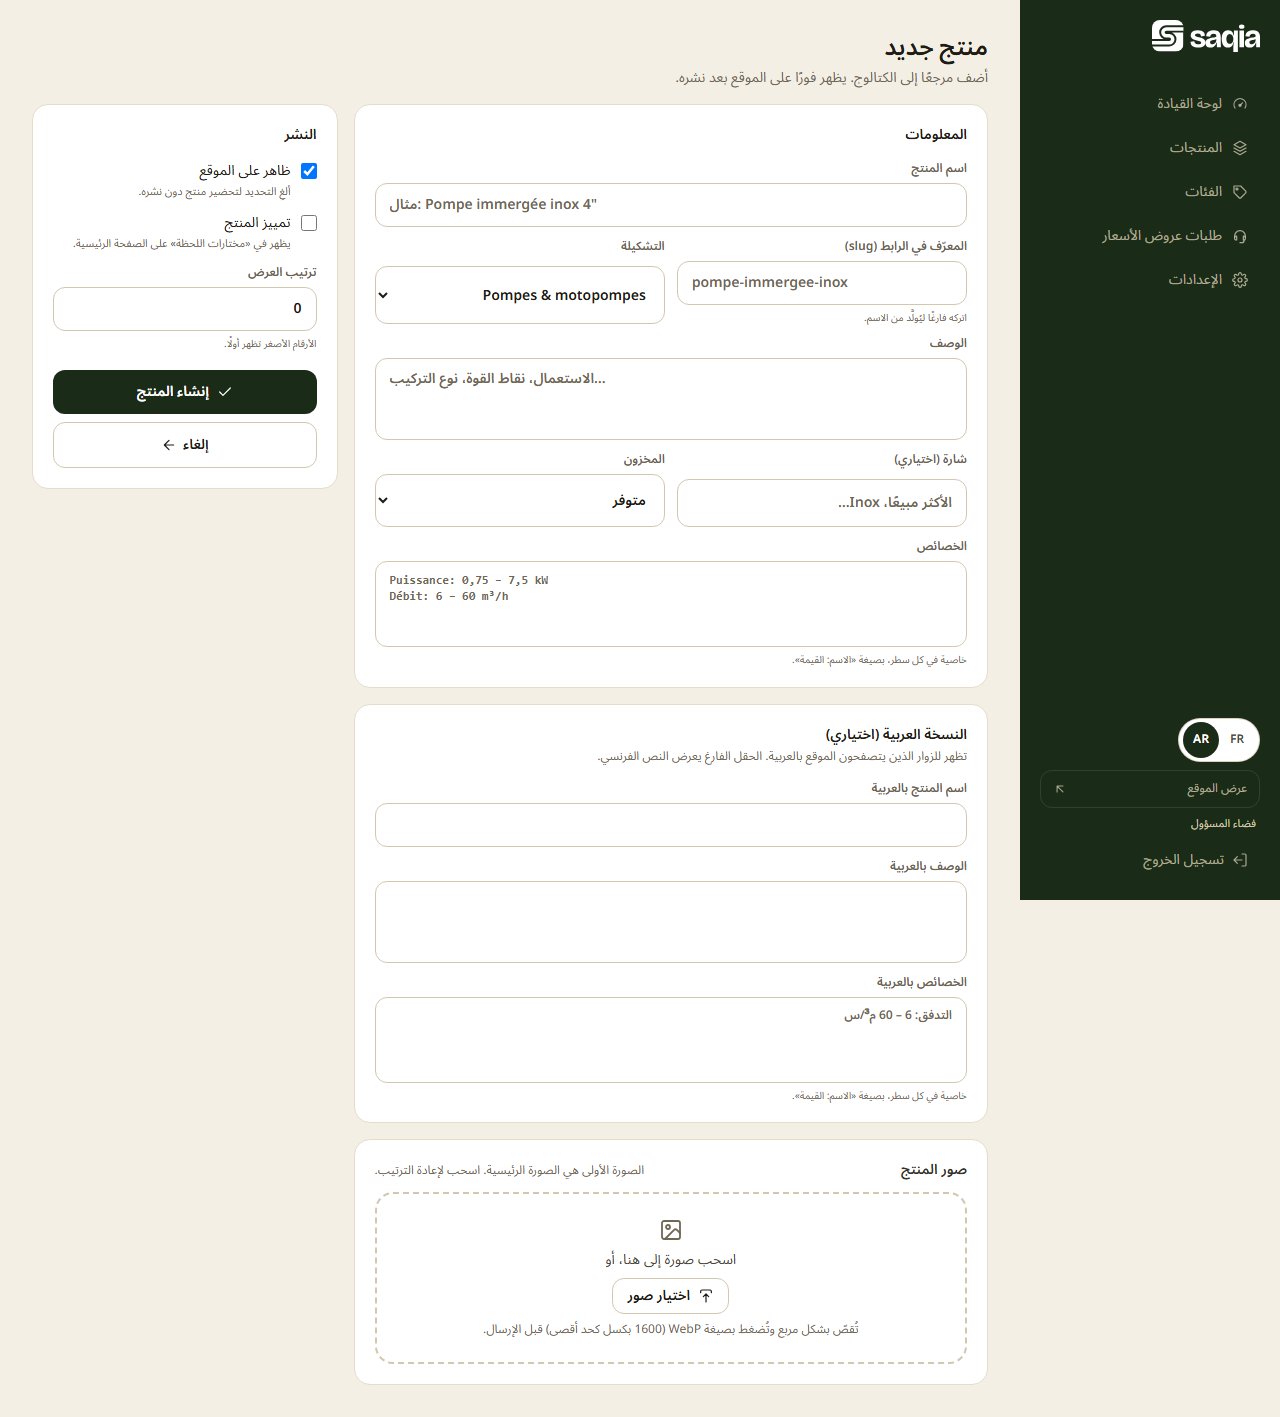 saqia
لوحة القيادة
المنتجات
الفئات
طلبات عروض الأسعار
الإعدادات
AR
FR
عرض الموقع
فضاء المسؤول
تسجيل الخروج
منتج جديد
أضف مرجعًا إلى الكتالوج. يظهر فورًا على الموقع بعد نشره.
المعلومات
اسم المنتج
مثال: Pompe immergée inox 4"
المعرّف في الرابط (slug)
pompe-immergee-inox
اتركه فارغًا ليُولَّد من الاسم.
التشكيلة
Pompes & motopompes
الوصف
الاستعمال، نقاط القوة، نوع التركيب...
شارة (اختياري)
الأكثر مبيعًا، Inox...
المخزون
متوفر
الخصائص
Puissance: 0,75 – 7,5 kW
Débit: 6 – 60 m³/h
خاصية في كل سطر، بصيغة «الاسم: القيمة».
النسخة العربية (اختياري)
تظهر للزوار الذين يتصفحون الموقع بالعربية. الحقل الفارغ يعرض النص الفرنسي.
اسم المنتج بالعربية
الوصف بالعربية
الخصائص بالعربية
التدفق: 6 – 60 م³/س
خاصية في كل سطر، بصيغة «الاسم: القيمة».
صور المنتج
الصورة الأولى هي الصورة الرئيسية. اسحب لإعادة الترتيب.
اسحب صورة إلى هنا، أو
اختيار صور
تُقصّ بشكل مربع وتُضغط بصيغة WebP (1600 بكسل كحد أقصى) قبل الإرسال.
النشر
ظاهر على الموقع
ألغِ التحديد لتحضير منتج دون نشره.
تمييز المنتج
يظهر في «مختارات اللحظة» على الصفحة الرئيسية.
ترتيب العرض
0
الأرقام الأصغر تظهر أولًا.
إنشاء المنتج
إلغاء